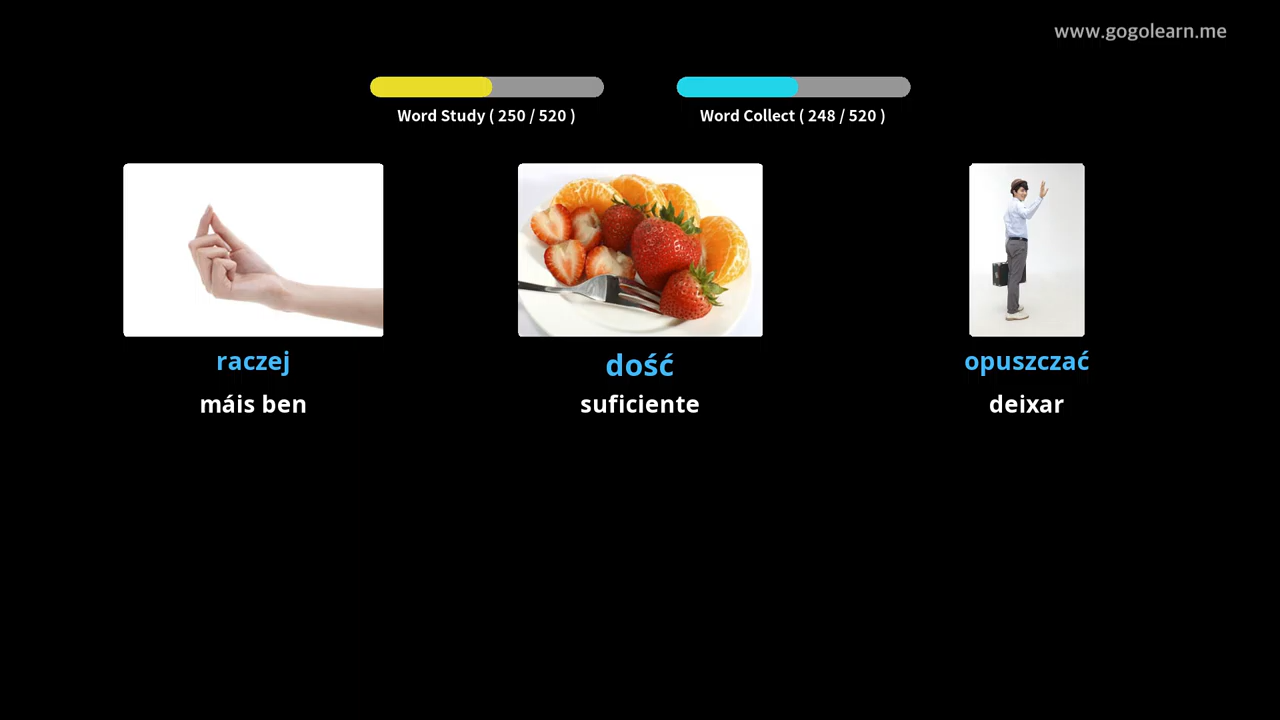 www.gogolearn.me
Word Study ( 250 / 520 )
Word Collect ( 248 / 520 )
raczej
dość
opuszczać
máis ben
suficiente
deixar